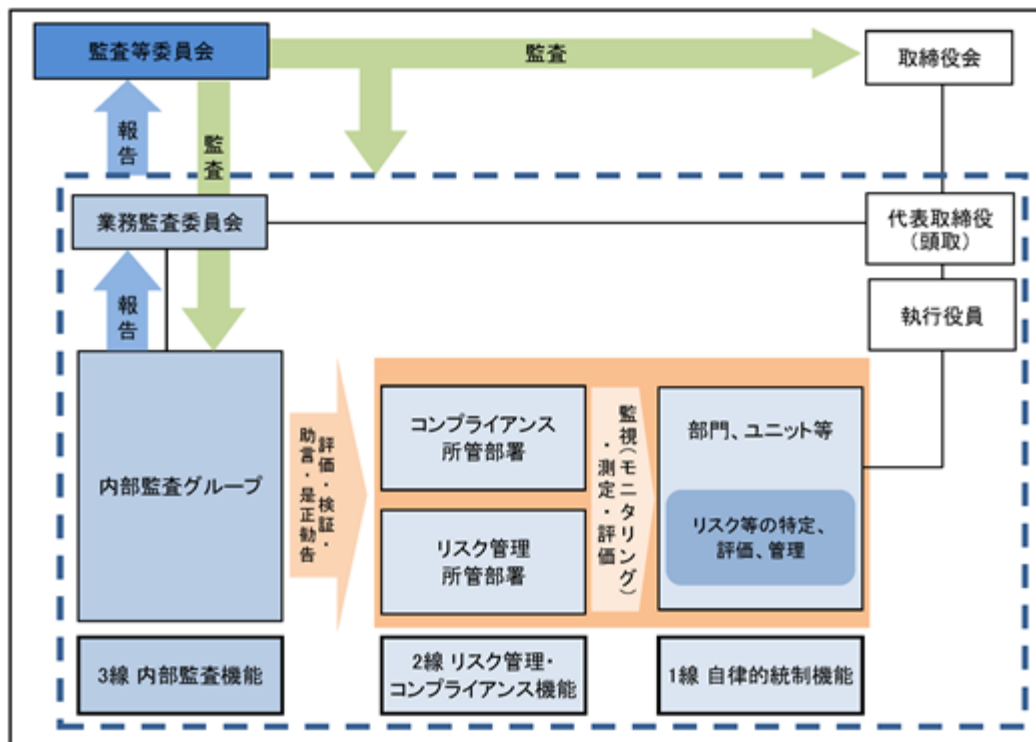 監査等委員会
監査
取締役会
報告
監査
業務監査委員会
代表取締役
(頭取)
報告
執行役員
内部監査グループ
評価・検証・
助言・是正勧告
コンプライアンス
所管部署
リスク管理
所管部署
監視(モニタリング)
・測定・評価
部門、ユニット等
リスク等の特定、
評価、管理
3線 内部監査機能
2線 リスク管理・
コンプライアンス機能
1線 自律的統制機能